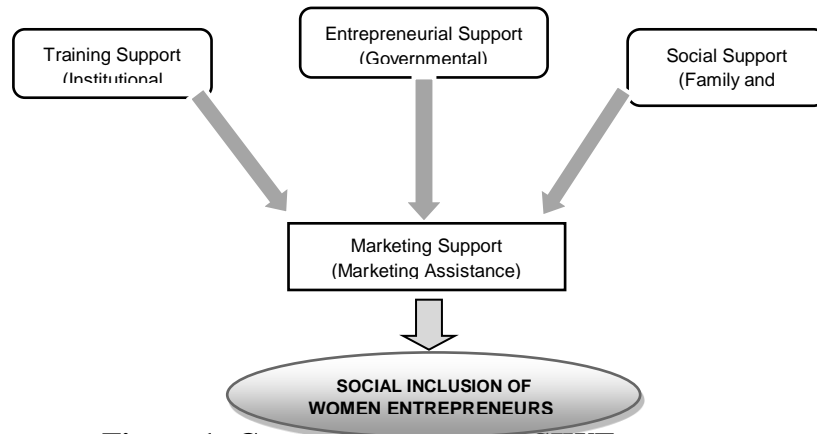 Training Support
(Institutional
Entrepreneurial Support
(Governmental)
Social Support
(Family and
Marketing Support
(Marketing Assistance)
SOCIAL INCLUSION OF
WOMEN ENTREPRENEURS